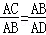 AC/AB = AB/AD